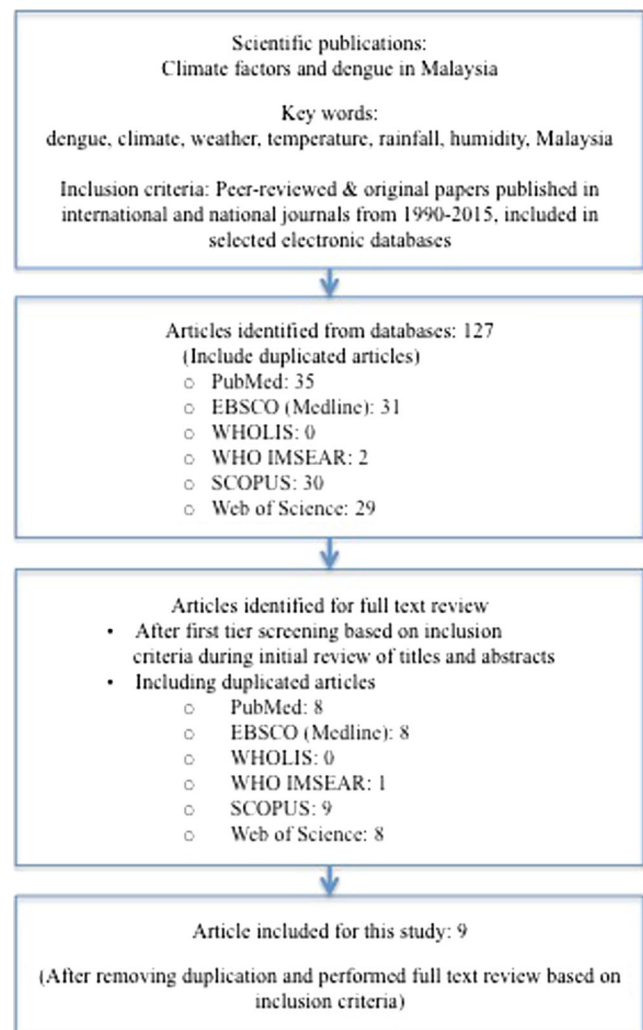 Scientific publications:
Climate factors and dengue in Malaysia
Key words:
dengue, climate, weather, temperature, rainfall, humidity, Malaysia
Inclusion criteria: Peer-reviewed & original papers published in
international and national journals from 1990-2015, included in
selected electronic databases
Articles identified from databases: 127
(Include duplicated articles)
○ PubMed: 35
○ EBSCO (Medline): 31
○ WHOLIS: 0
○ WHO IMSEAR: 2
○ SCOPUS: 30
○ Web of Science: 29
Articles identified for full text review
• After first tier screening based on inclusion
criteria during initial review of titles and abstracts
• Including duplicated articles
○ PubMed: 8
○ EBSCO (Medline): 8
○ WHOLIS: 0
○ WHO IMSEAR: 1
○ SCOPUS: 9
○ Web of Science: 8
Article included for this study: 9
(After removing duplication and performed full text review based on
inclusion criteria)